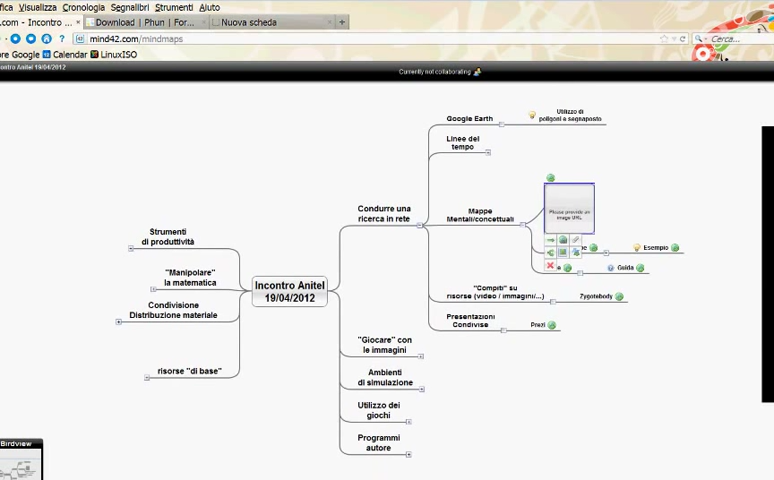 Visualizza Cronologia Segnalibri Strumenti Aiuto
.com - Incontro ... × Download | Phun | For... × Nuova scheda × +
mind42.com/mindmaps Cerca...
ore Google Calendar LinuxISO
Incontro Anitel 19/04/2012
Currently not collaborating
Google Earth
Utilizzo di
poligoni e segnaposto
Linee del
tempo
Condurre una
ricerca in rete
Mappe
Mentali/concettuali
Please provide an
image URL
Esempio
Guida
"Compiti" su
risorse (video / immagini/...)
Zygotebody
Presentazioni
Condivise
Prezi
Strumenti
di produttività
"Manipolare"
la matematica
Condivisione
Distribuzione materiale
risorse "di base"
Incontro Anitel
19/04/2012
"Giocare" con
le immagini
Ambienti
di simulazione
Utilizzo dei
giochi
Programmi
autore
Birdview